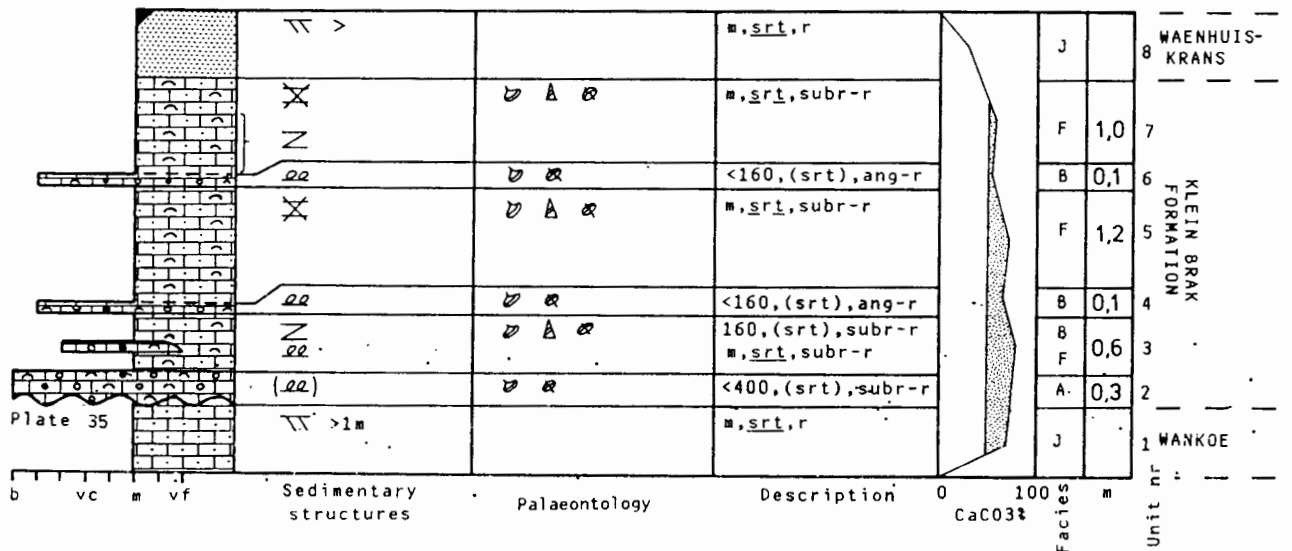 m,srt,r
J
8
WAENHUIS-
KRANS
m,srt,subr-r
F
1,0
7
<160,(srt),ang-r
B
0,1
6
m,srt,subr-r
F
1,2
5
KLEIN BRAK
FORMATION
<160,(srt),ang-r
B
0,1
4
160,(srt),subr-r
m,srt,subr-r
B
F
0,6
3
<400,(srt),subr-r
A
0,3
2
Plate 35
>1m
m,srt,r
J
1
WANKOE
b vc m vf
Sedimentary
structures
Palaeontology
Description
0 100
CaCO3%
Facies
m
Unit nr